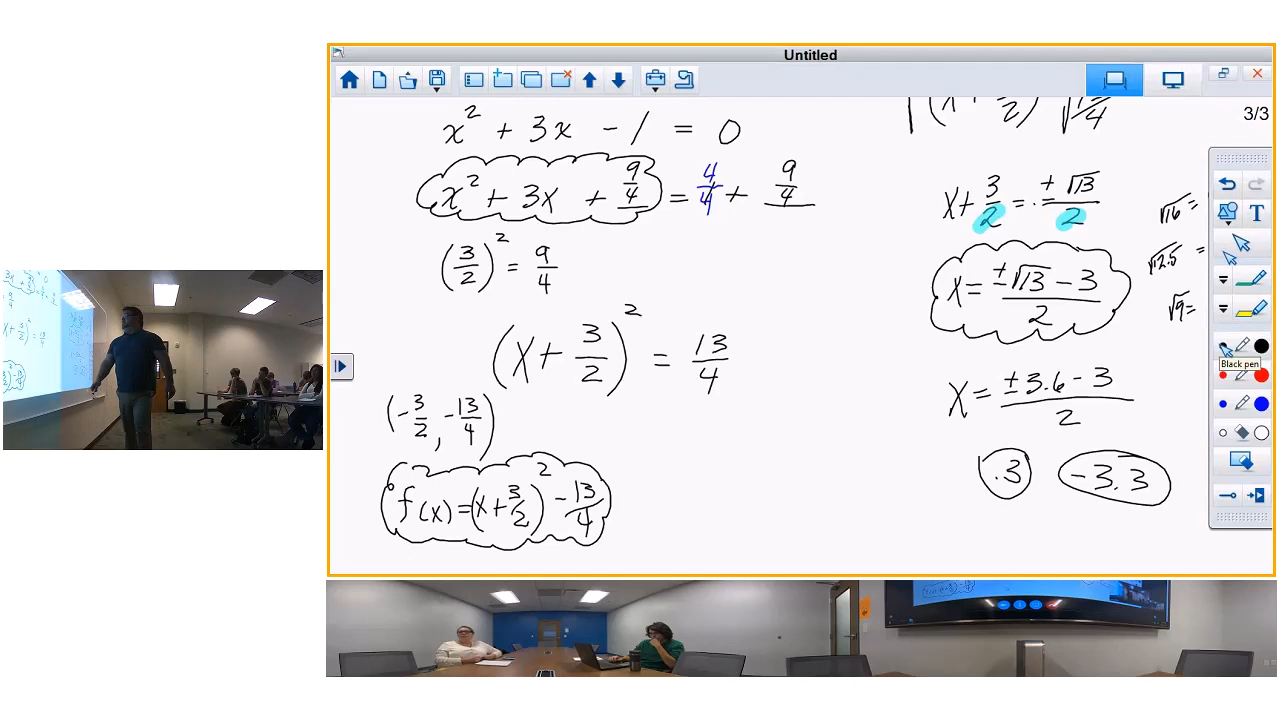 Untitled
3/3
x² + 3x - 1 = 0
x² + 3x + 9/4 = 4/4 + 9/4
(3/2)² = 9/4
(x + 3/2)² = 13/4
(-3/2, -13/4)
f(x) = (x + 3/2)² - 13/4
x + 3/2 = ± √13/2
x = ±√13 - 3/2
x = ±3.6 - 3/2
.3 -3.3
√16 =
√12.5 =
√9 =
T
Black pen